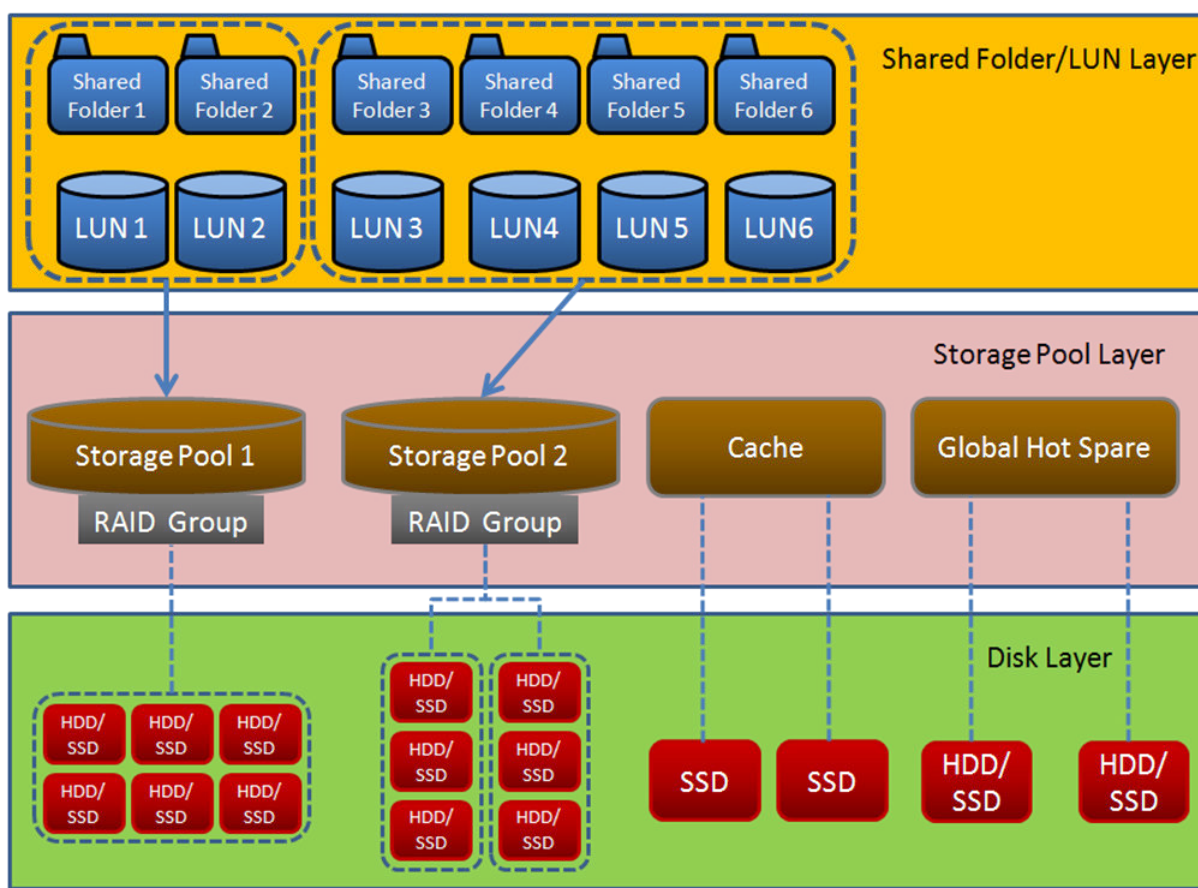 Shared Folder/LUN Layer
Shared
Folder 1
Shared
Folder 2
Shared
Folder 3
Shared
Folder 4
Shared
Folder 5
Shared
Folder 6
LUN 1
LUN 2
LUN 3
LUN4
LUN 5
LUN6
Storage Pool Layer
Storage Pool 1
RAID Group
Storage Pool 2
RAID Group
Cache
Global Hot Spare
Disk Layer
HDD/
SSD
HDD/
SSD
HDD/
SSD
HDD/
SSD
HDD/
SSD
HDD/
SSD
HDD/
SSD
HDD/
SSD
HDD/
SSD
HDD/
SSD
HDD/
SSD
HDD/
SSD
SSD
SSD
HDD/
SSD
HDD/
SSD